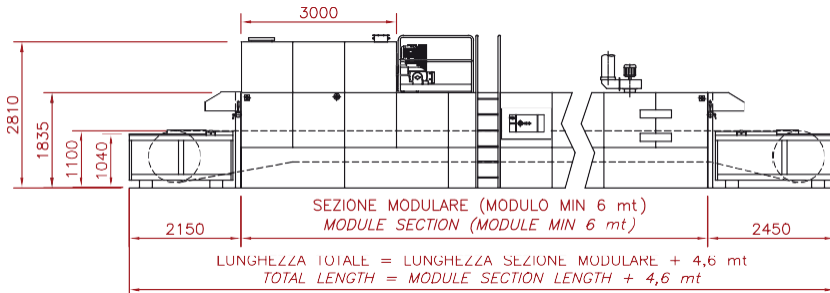 3000
2810
1835
1100
1040
SEZIONE MODULARE (MODULO MIN 6 mt)
MODULE SECTION (MODULE MIN 6 mt)
2150
2450
LUNGHEZZA TOTALE = LUNGHEZZA SEZIONE MODULARE + 4,6 mt
TOTAL LENGTH = MODULE SECTION LENGTH + 4,6 mt